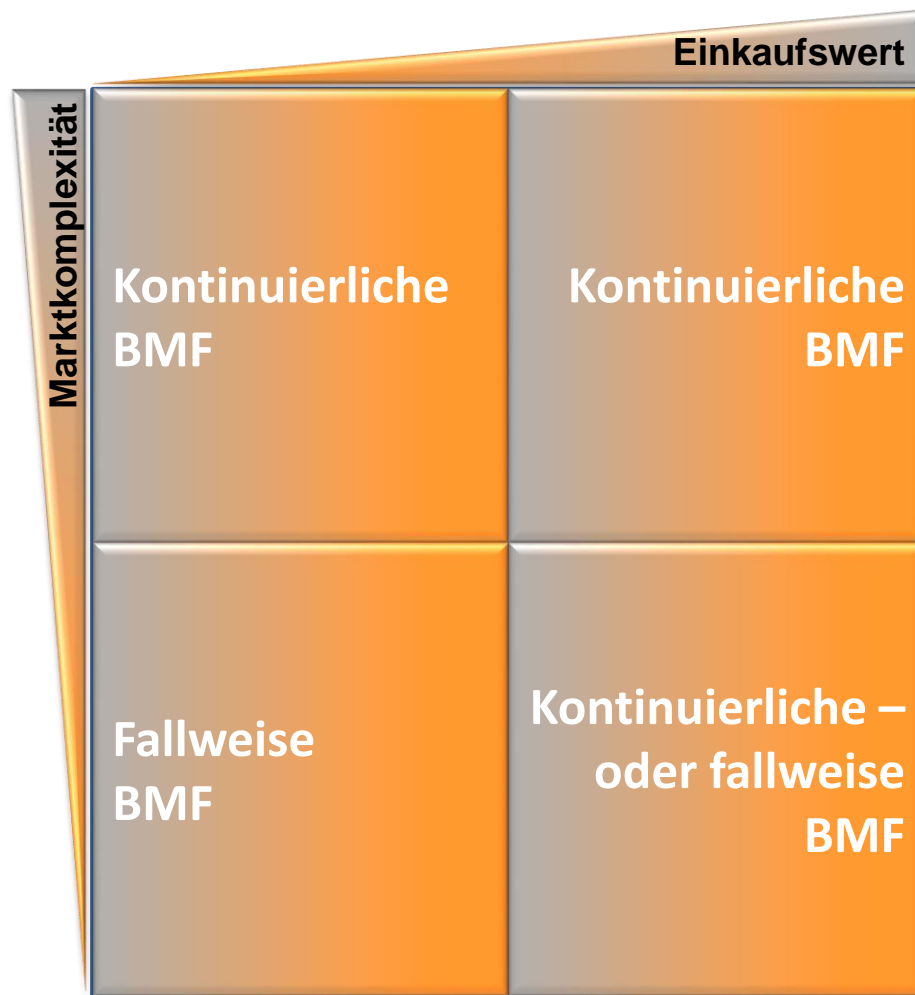 Einkaufswert
Marktkomplexität
Kontinuierliche
BMF
Kontinuierliche
BMF
Fallweise
BMF
Kontinuierliche –
oder fallweise
BMF